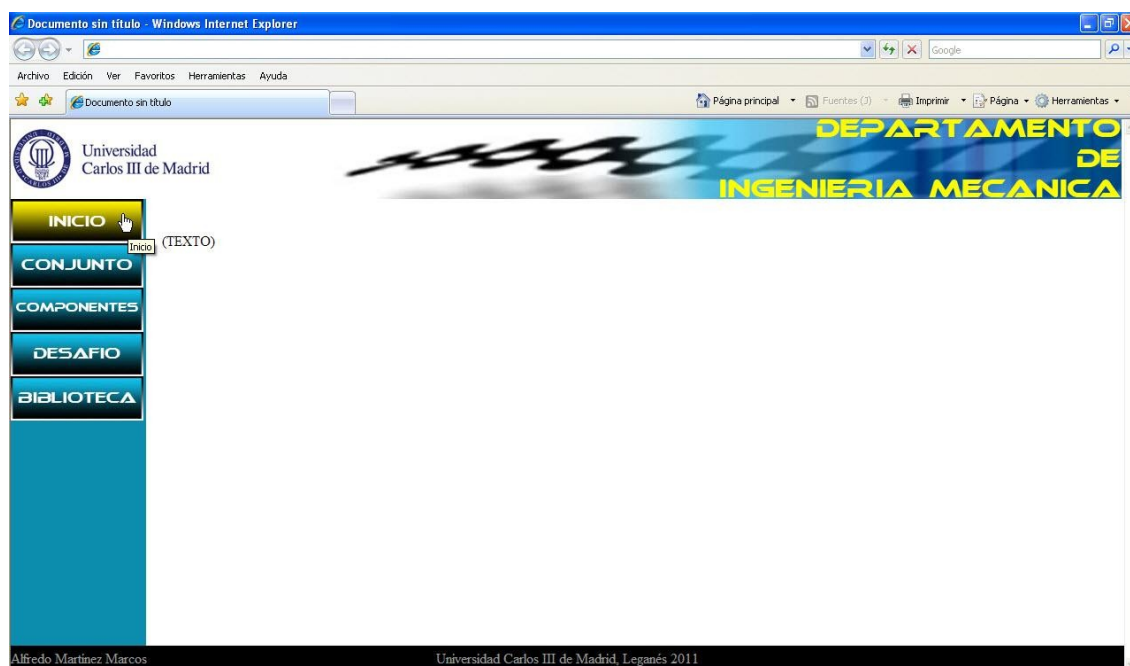 Documento sin título - Windows Internet Explorer
Google
Archivo Edición Ver Favoritos Herramientas Ayuda
Documento sin título
Página principal Fuentes (J) Imprimir Página Herramientas
Universidad
Carlos III de Madrid
DEPARTAMENTO
DE
INGENIERIA MECANICA
INICIO
Inicio
(TEXTO)
CONJUNTO
COMPONENTES
DESAFIO
BIBLIOTECA
Alfredo Martínez Marcos Universidad Carlos III de Madrid, Leganés 2011